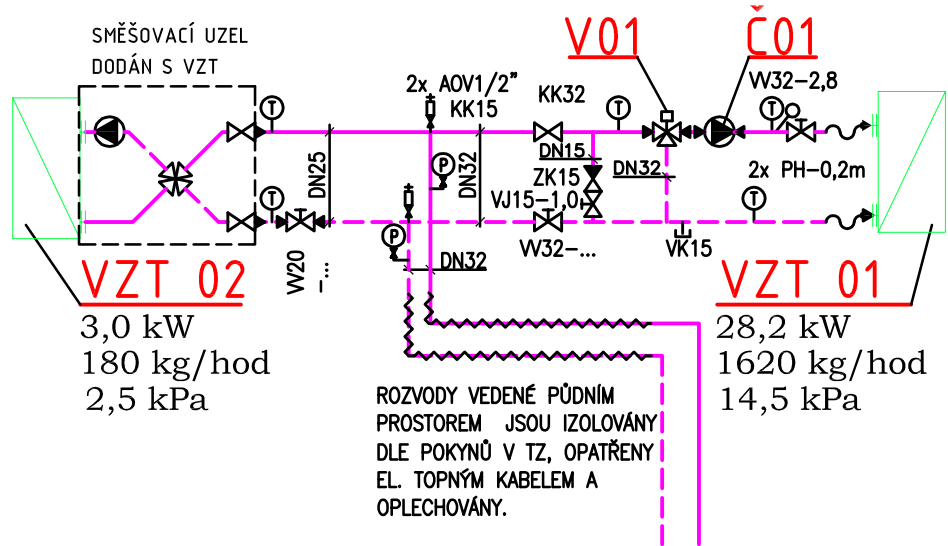 SMĚŠOVACÍ UZEL
DODÁN S VZT
V01
Č01
2x AOV1/2”
KK15
KK32
VV32-2,8
T
T
T
DN25
P
DN32
DN15
ZK15
VJ15-1,0
DN32
2x PH-0,2m
T
T
P
VV20
-...
DN32
VV32-...
VK15
VZT 02
3,0 kW
180 kg/hod
2,5 kPa
VZT 01
28,2 kW
1620 kg/hod
14,5 kPa
ROZVODY VEDENÉ PŮDNÍM
PROSTOREM JSOU IZOLOVÁNY
DLE POKYNŮ V TZ, OPATŘENY
EL. TOPNÝM KABELEM A
OPLECHOVÁNY.